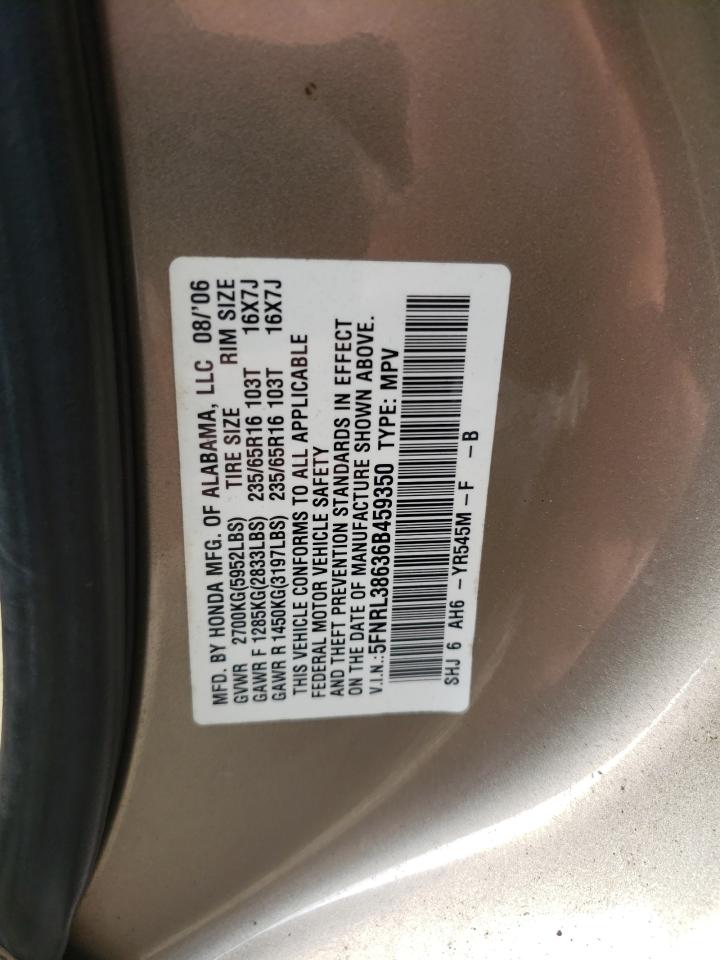 MFD. BY HONDA MFG. OF ALABAMA, LLC 08/'06
GVWR 2700KG(5952LBS) TIRE SIZE RIM SIZE
GAWR F 1285KG(2833LBS) 235/65R16 103T 16X7J
GAWR R 1450KG(3197LBS) 235/65R16 103T 16X7J
THIS VEHICLE CONFORMS TO ALL APPLICABLE
FEDERAL MOTOR VEHICLE SAFETY
AND THEFT PREVENTION STANDARDS IN EFFECT
ON THE DATE OF MANUFACTURE SHOWN ABOVE.
V.I.N.:5FNRL38636B459350 TYPE: MPV
SHJ 6 AH6 -YR545M-F -B